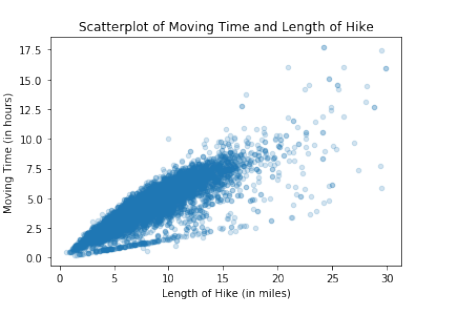 Scatterplot of Moving Time and Length of Hike
17.5
15.0
12.5
10.0
7.5
5.0
2.5
0.0
Moving Time (in hours)
0 5 10 15 20 25 30
Length of Hike (in miles)